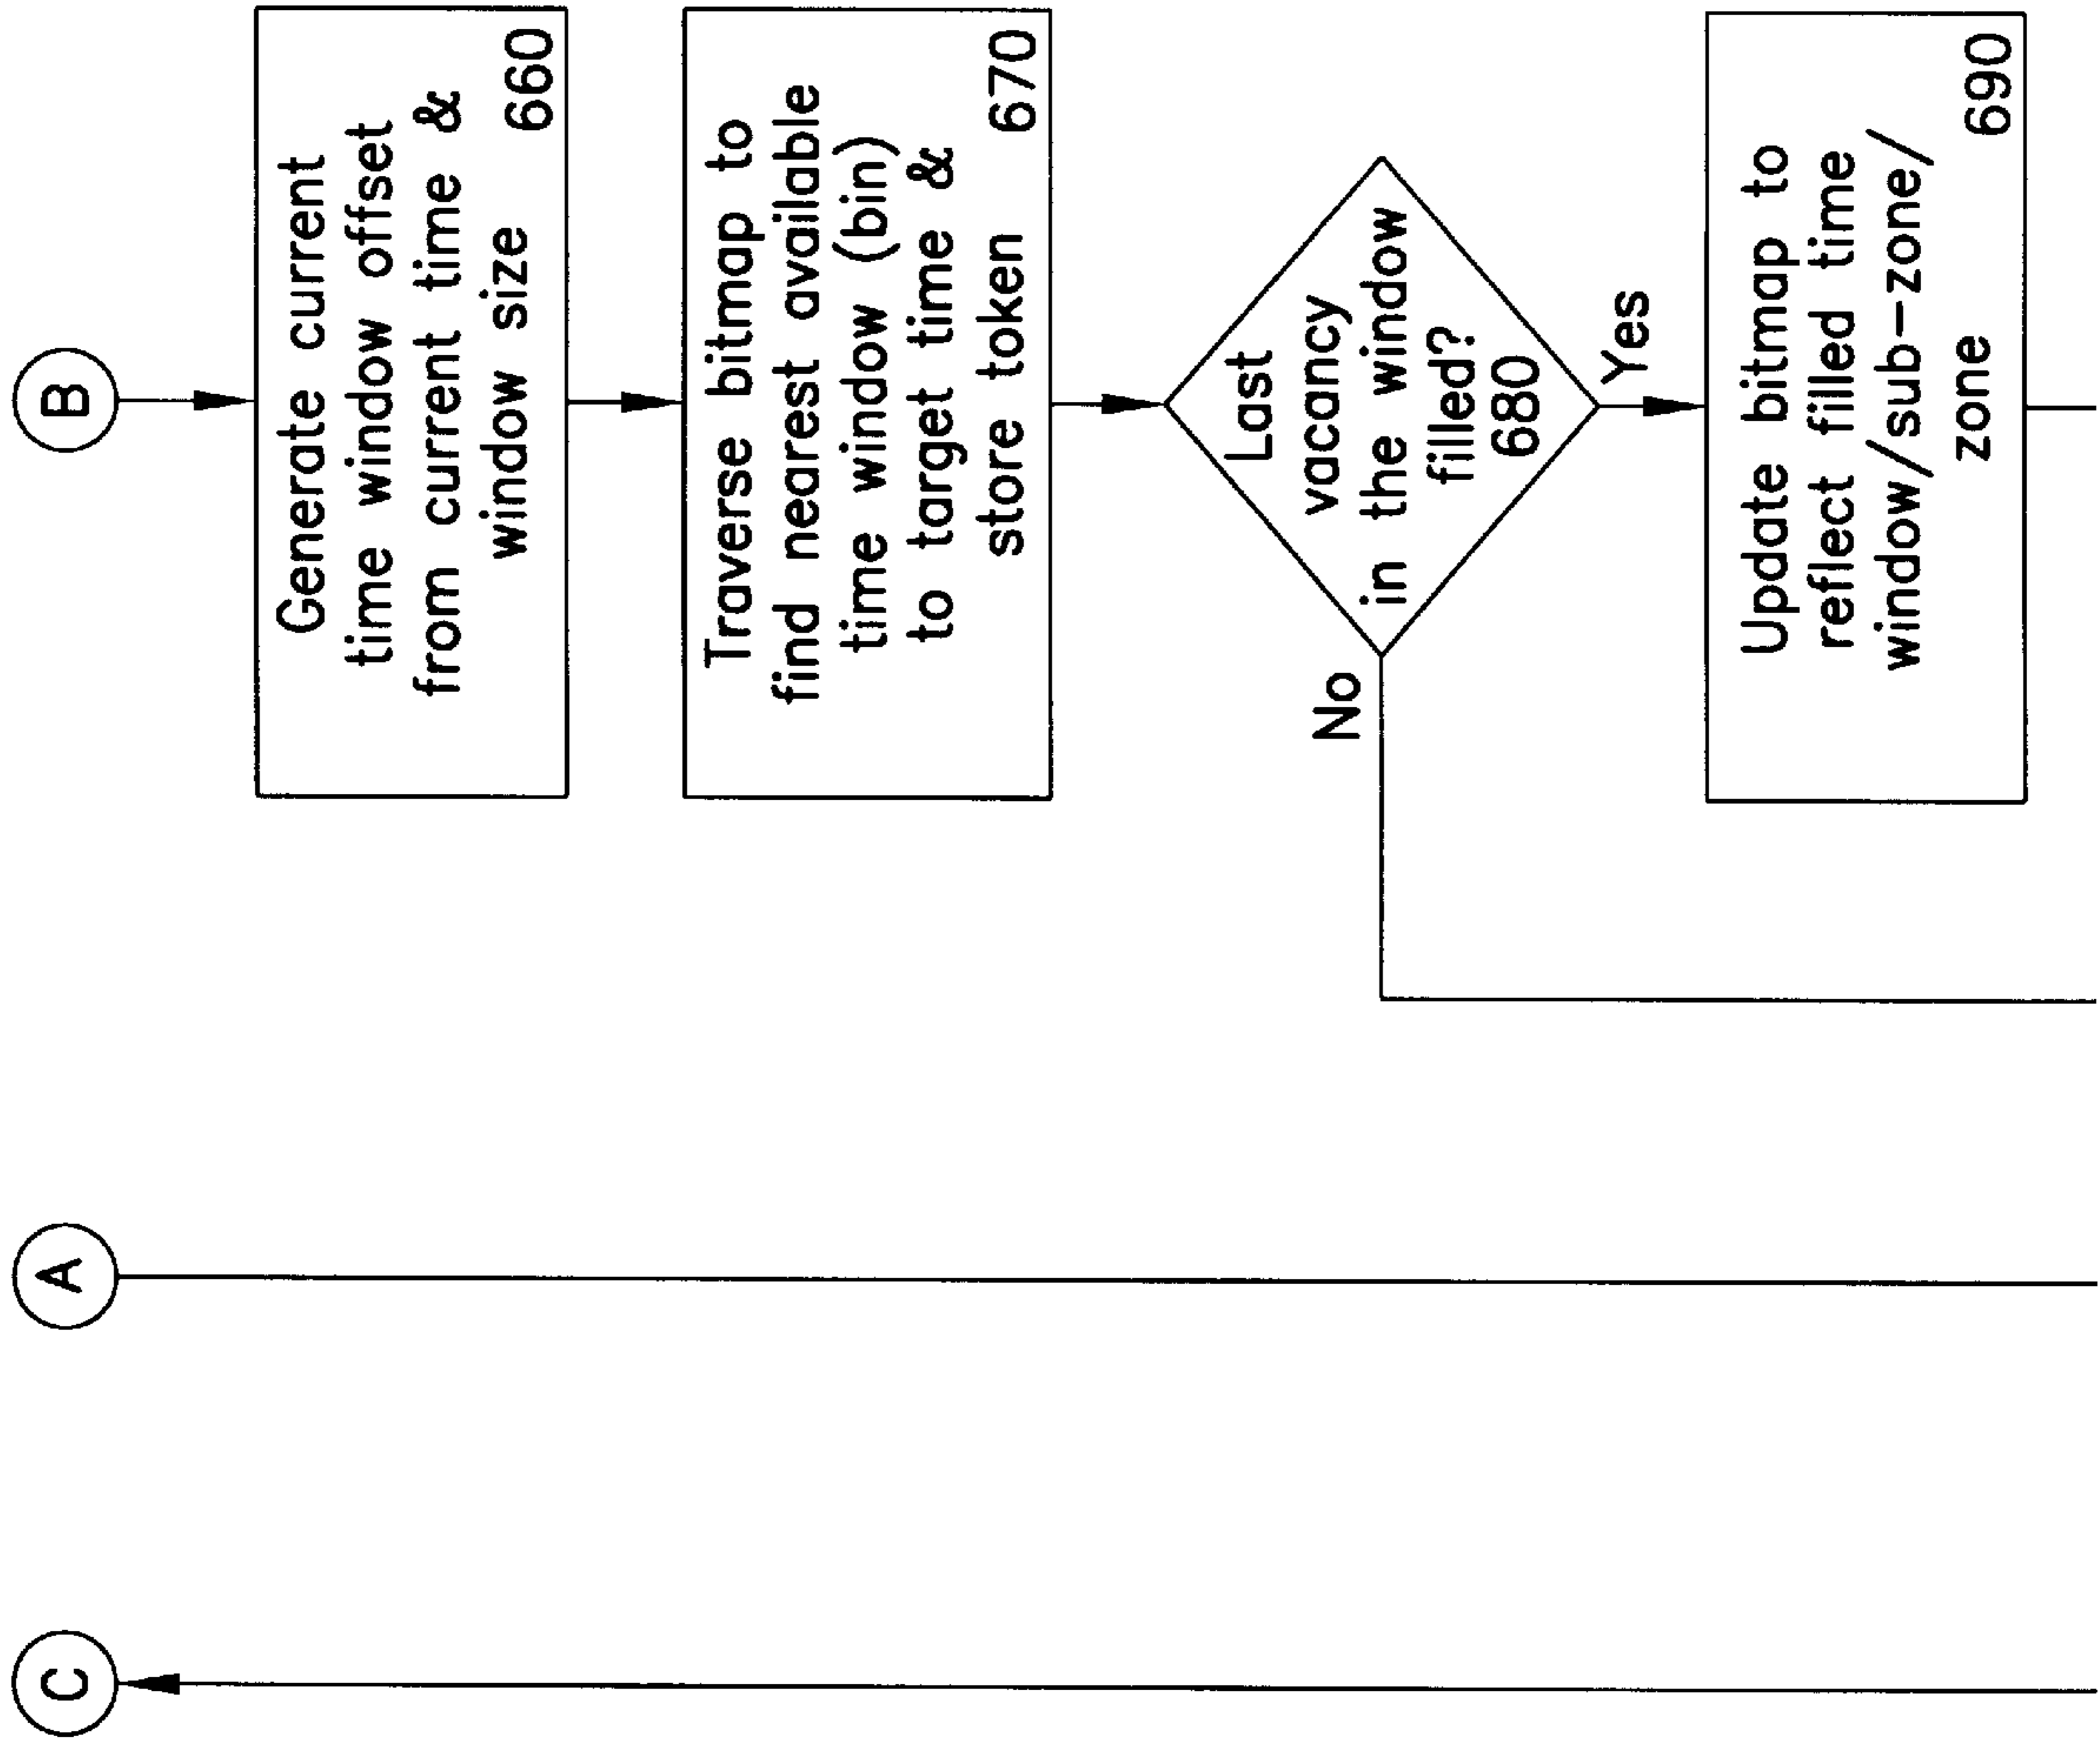 C
A
B
Generate current
time window offset
from current time &
window size 660
Traverse bitmap to
find nearest available
time window (bin)
to target time &
store token 670
Last
vacancy
in the window
filled?
680
No
Yes
Update bitmap to
reflect filled time
window/sub-zone/
zone 690